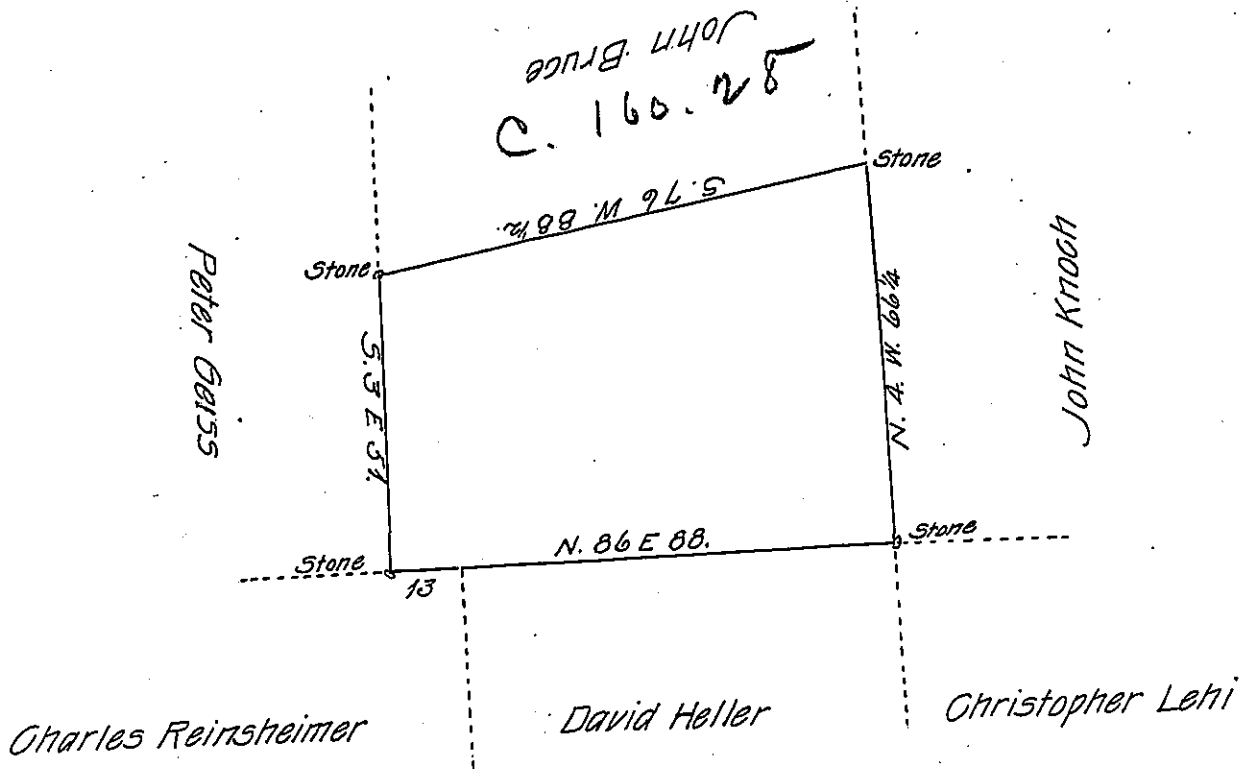 John Bruce
C. 160. 28
Stone
S. 76 W. 88 1/2.
Stone
Peter Geiss
S. 3 E 51.
N. 4. W. 66 1/4
John Knoch
Stone
N. 86 E 88.
Stone
13
Charles Reinsheimer
David Heller
Christopher Lehi